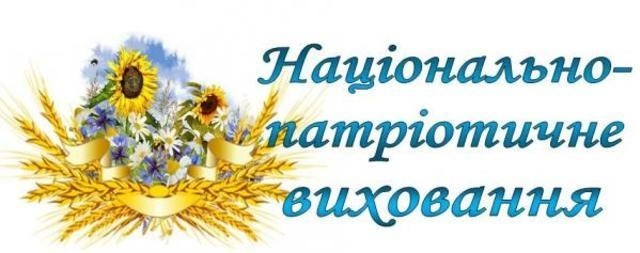 Національно-
патріотичне
виховання